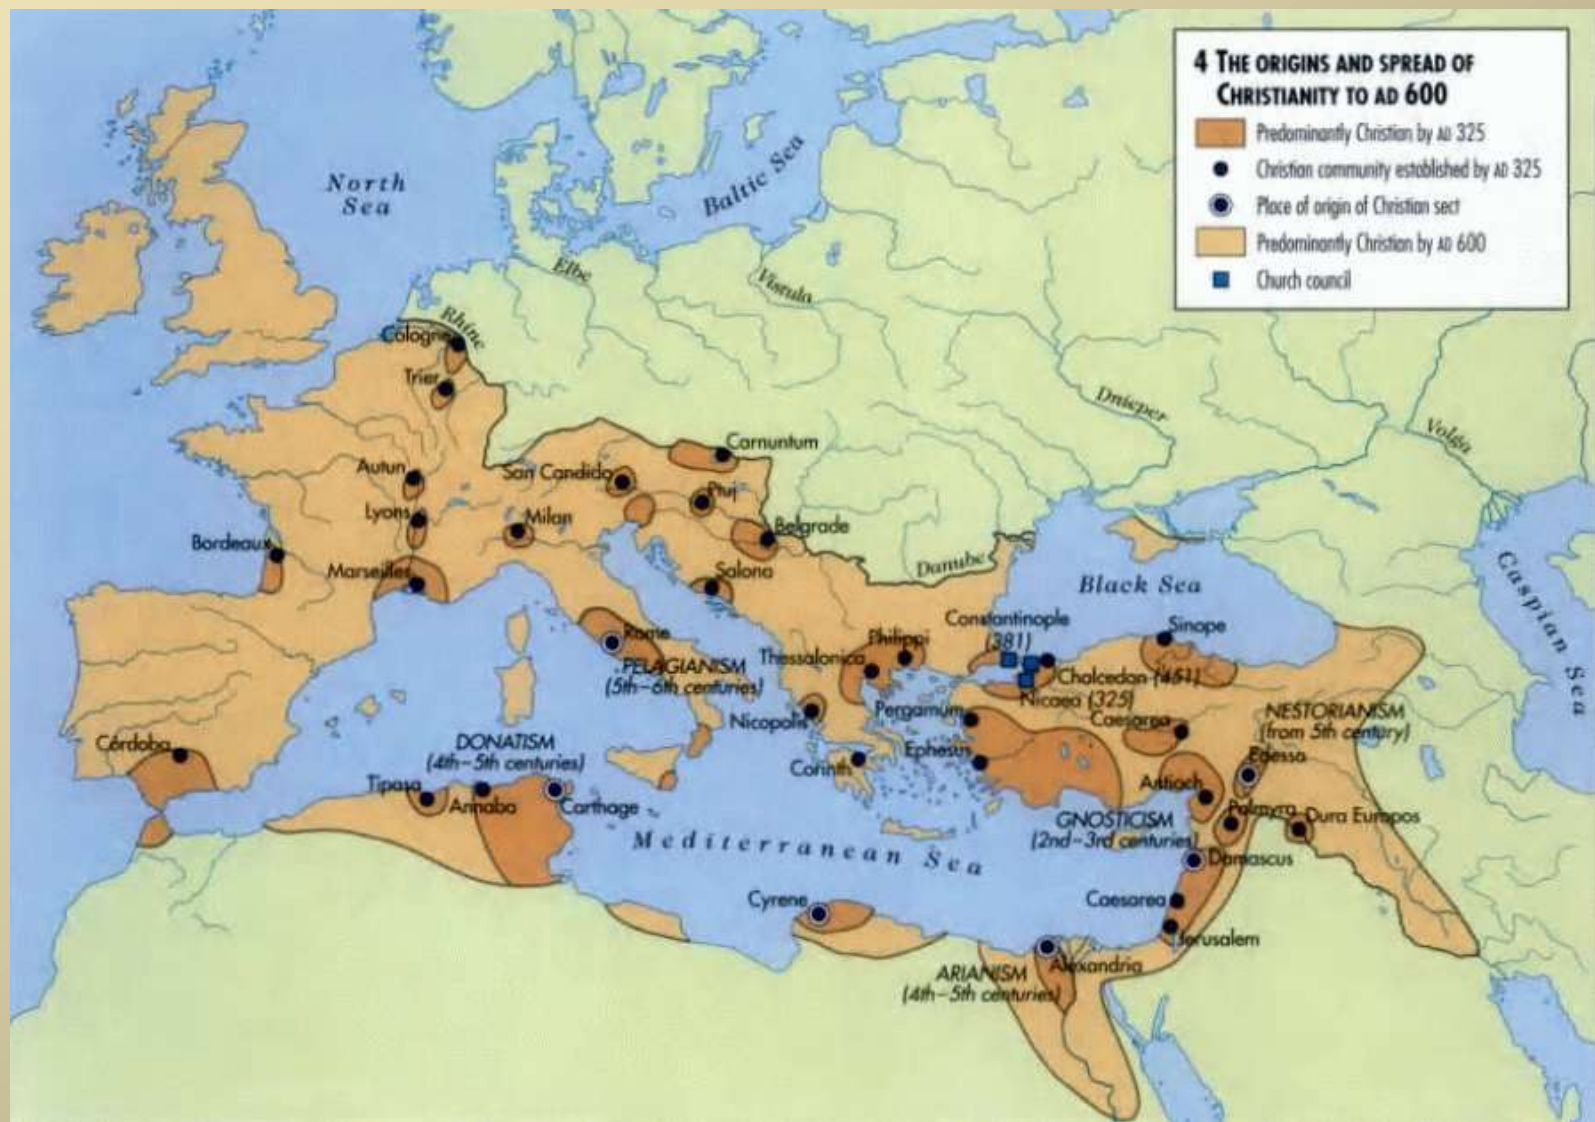 4 THE ORIGINS AND SPREAD OF
CHRISTIANITY TO AD 600
Predominantly Christian by AD 325
Christian community established by AD 325
Place of origin of Christian sect
Predominantly Christian by AD 600
Church council
North
Sea
Baltic Sea
Elbe
Vistula
Rhine
Cologne
Trier
Dnieper
Volga
Carnuntum
Autun
San Candido
Ptuj
Lyons
Milan
Belgrade
Bordeaux
Marseilles
Salona
Danube
Black Sea
Caspian Sea
Constantinople
(381)
Sinope
Rome
Philippi
Thessalonica
PELAGIANISM
(5th–6th centuries)
Chalcedon (451)
Nicaea (325)
Nicopolis
Pergamum
Caesarea
NESTORIANISM
(from 5th century)
Córdoba
DONATISM
(4th–5th centuries)
Ephesus
Edessa
Corinth
Tipasa
Annaba
Carthage
Antioch
Palmyra
Dura Europos
GNOSTICISM
(2nd–3rd centuries)
Mediterranean Sea
Damascus
Cyrene
Caesarea
Jerusalem
Alexandria
ARIANISM
(4th–5th centuries)